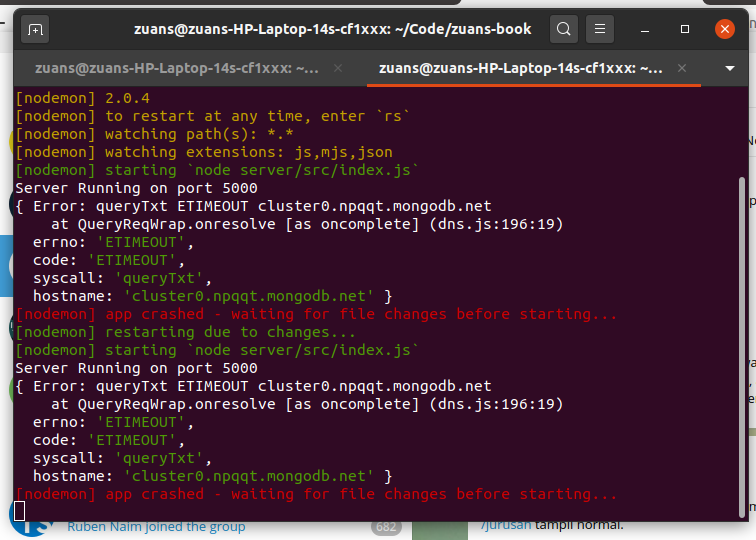 zuans@zuans-HP-Laptop-14s-cf1xxx: ~/Code/zuans-book
zuans@zuans-HP-Laptop-14s-cf1xxx: ~...
zuans@zuans-HP-Laptop-14s-cf1xxx: ~...
[nodemon] 2.0.4
[nodemon] to restart at any time, enter `rs`
[nodemon] watching path(s): *.*
[nodemon] watching extensions: js,mjs,json
[nodemon] starting `node server/src/index.js`
Server Running on port 5000
{ Error: queryTxt ETIMEOUT cluster0.npqqt.mongodb.net
    at QueryReqWrap.onresolve [as oncomplete] (dns.js:196:19)
  errno: 'ETIMEOUT',
  code: 'ETIMEOUT',
  syscall: 'queryTxt',
  hostname: 'cluster0.npqqt.mongodb.net' }
[nodemon] app crashed - waiting for file changes before starting...
[nodemon] restarting due to changes...
[nodemon] starting `node server/src/index.js`
Server Running on port 5000
{ Error: queryTxt ETIMEOUT cluster0.npqqt.mongodb.net
    at QueryReqWrap.onresolve [as oncomplete] (dns.js:196:19)
  errno: 'ETIMEOUT',
  code: 'ETIMEOUT',
  syscall: 'queryTxt',
  hostname: 'cluster0.npqqt.mongodb.net' }
[nodemon] app crashed - waiting for file changes before starting...
Ruben Naim joined the group
682
/jurusan tampil normal.